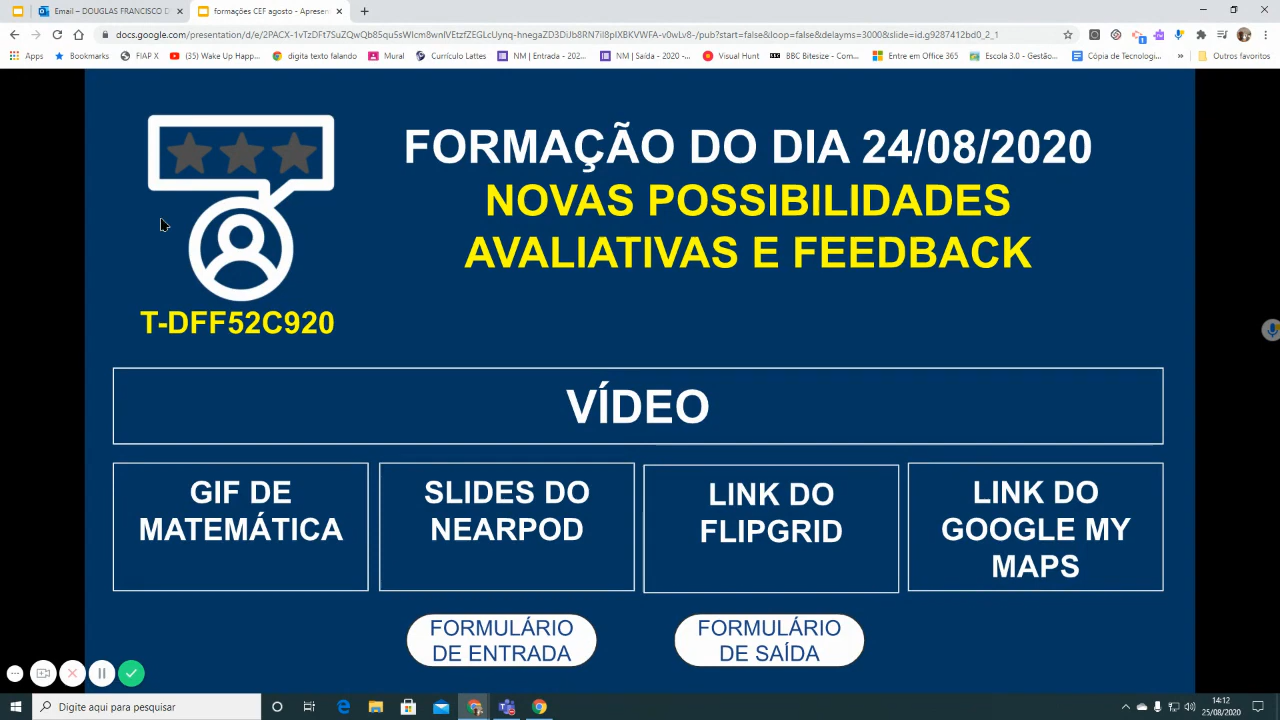 Email – DOUGLAS FRANCISCO D
formações CEF agosto - Apresen
docs.google.com/presentation/d/e/2PACX-1vTzDFt7SuZQwQb85Squ5sWlcm8wnlVEtzfZEGLcUynq-hnegaZD3DiJb8RN7il8plXBKVWFA-v0wLv8-/pub?start=false&loop=false&delayms=3000&slide=id.g9287412bd0_2_1
Apps
Bookmarks
FIAP X
(35) Wake Up Happ...
digita texto falando
Mural
Currículo Lattes
NM | Entrada - 202...
NM | Saída - 2020 -...
Visual Hunt
BBC Bitesize - Com...
Entre em Office 365
Escola 3.0 - Gestão...
Cópia de Tecnologi...
»
Outros favoritos
FORMAÇÃO DO DIA 24/08/2020
NOVAS POSSIBILIDADES
AVALIATIVAS E FEEDBACK
T-DFF52C920
VÍDEO
GIF DE
MATEMÁTICA
SLIDES DO
NEARPOD
LINK DO
FLIPGRID
LINK DO
GOOGLE MY
MAPS
FORMULÁRIO
DE ENTRADA
FORMULÁRIO
DE SAÍDA
Digite aqui para pesquisar
14:12
25/08/2020